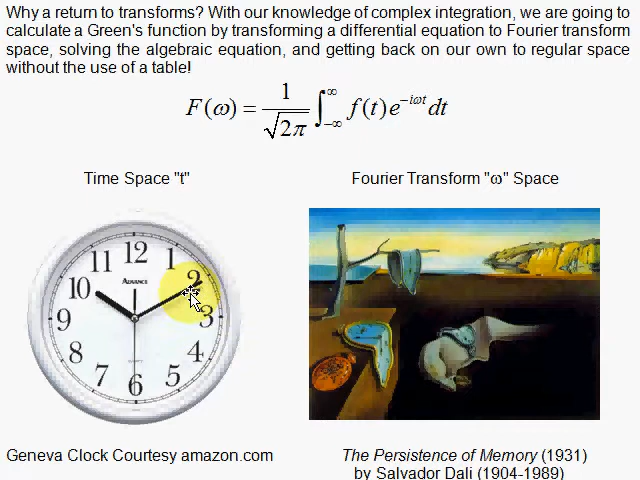 Why a return to transforms? With our knowledge of complex integration, we are going to
calculate a Green's function by transforming a differential equation to Fourier transform
space, solving the algebraic equation, and getting back on our own to regular space
without the use of a table!
F(ω) = 1/√2π ∫_{-∞}^{∞} f(t)e^{-iωt} dt
Time Space "t"
Fourier Transform "ω" Space
12
11 1
10 2
ADVANCE
9 3
8 4
7 5
6
Geneva Clock Courtesy amazon.com
The Persistence of Memory (1931)
by Salvador Dali (1904-1989)